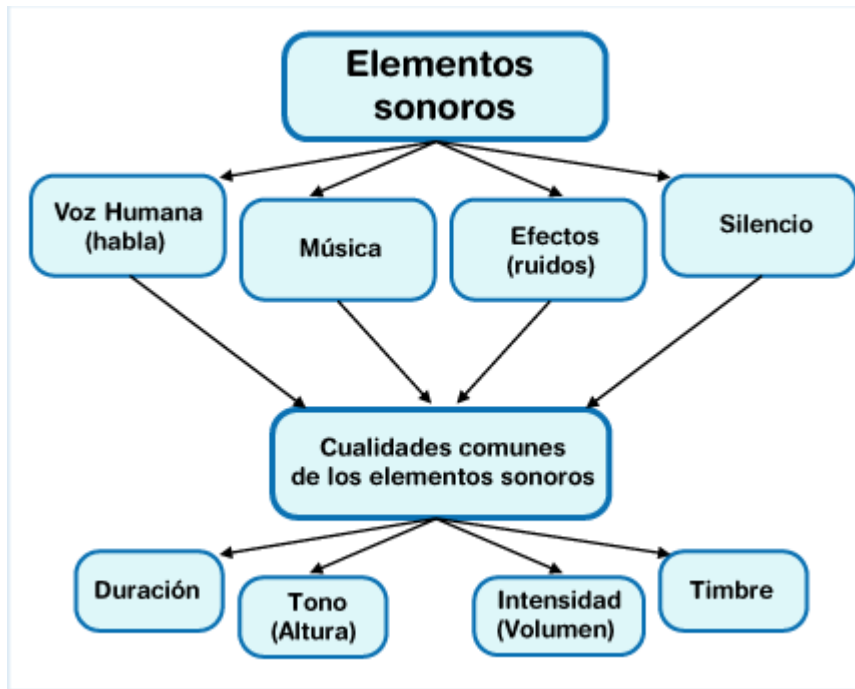 Elementos
sonoros
Voz Humana
(habla)
Música
Efectos
(ruidos)
Silencio
Cualidades comunes
de los elementos sonoros
Duración
Tono
(Altura)
Intensidad
(Volumen)
Timbre